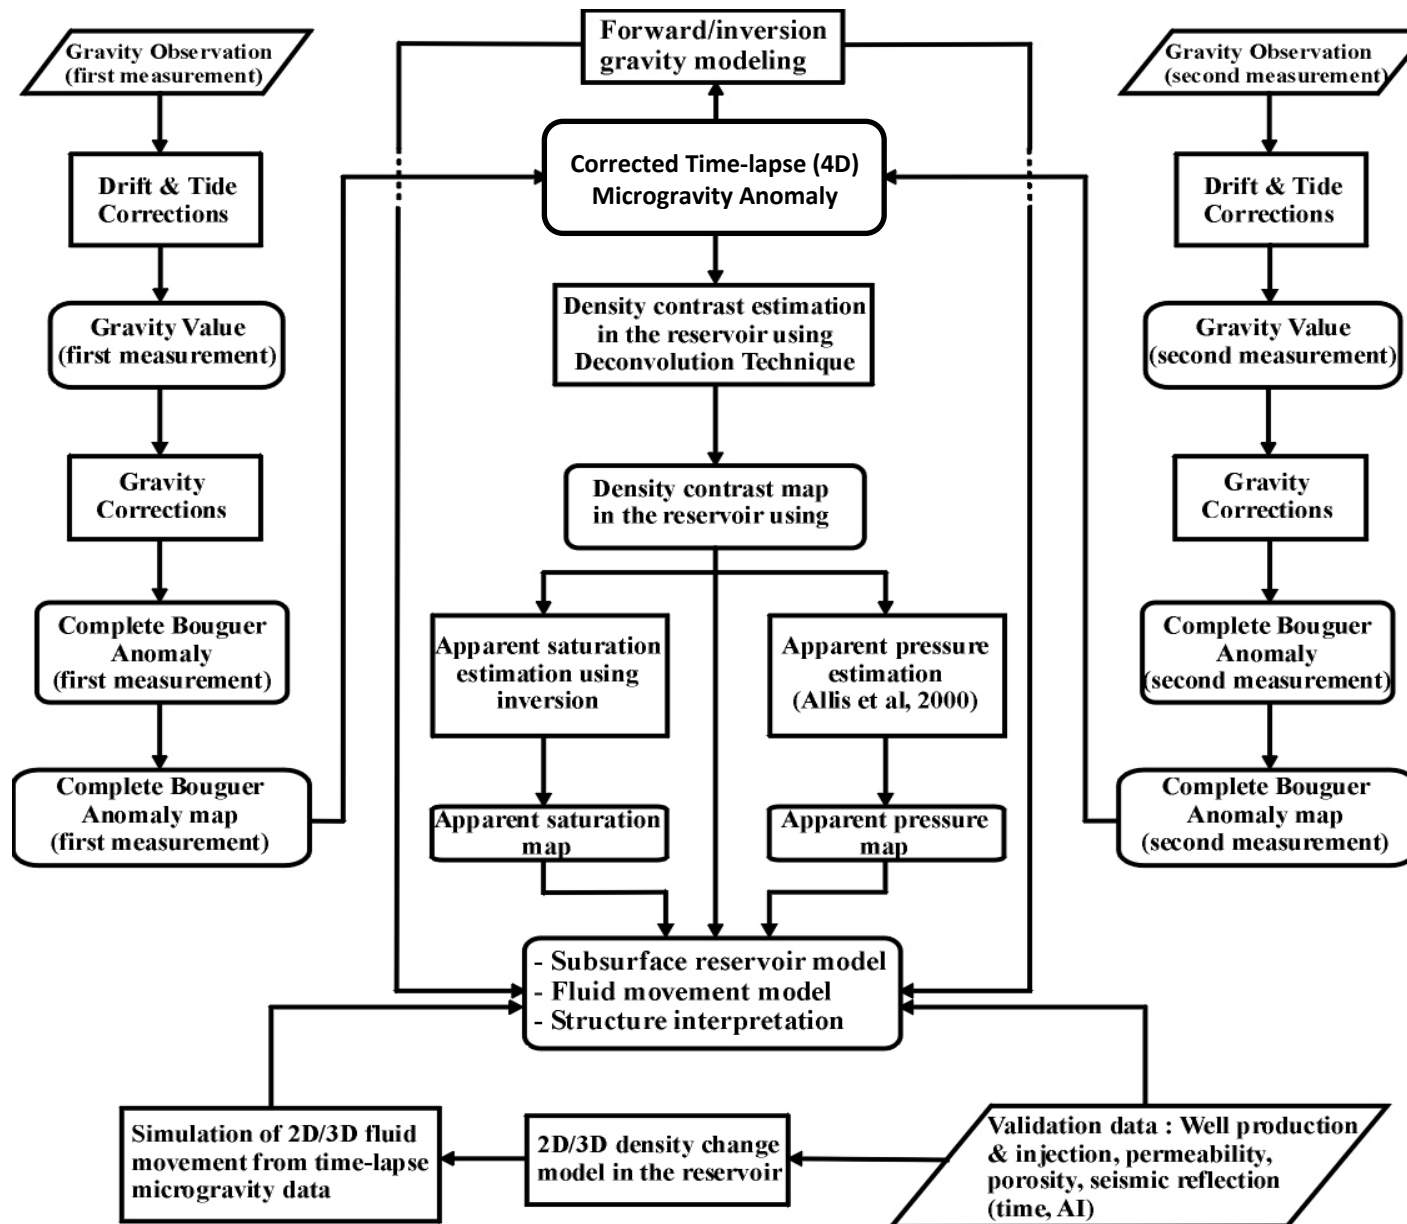 Gravity Observation
(first measurement)
Drift & Tide
Corrections
Gravity Value
(first measurement)
Gravity
Corrections
Complete Bouguer
Anomaly
(first measurement)
Complete Bouguer
Anomaly map
(first measurement)
Forward/inversion
gravity modeling
Corrected Time-lapse (4D)
Microgravity Anomaly
Density contrast estimation
in the reservoir using
Deconvolution Technique
Density contrast map
in the reservoir using
Apparent saturation
estimation using
inversion
Apparent saturation
map
Apparent pressure
estimation
(Allis et al, 2000)
Apparent pressure
map
- Subsurface reservoir model
- Fluid movement model
- Structure interpretation
Gravity Observation
(second measurement)
Drift & Tide
Corrections
Gravity Value
(second measurement)
Gravity
Corrections
Complete Bouguer
Anomaly
(second measurement)
Complete Bouguer
Anomaly map
(second measurement)
Simulation of 2D/3D fluid
movement from time-lapse
microgravity data
2D/3D density change
model in the reservoir
Validation data : Well production
& injection, permeability,
porosity, seismic reflection
(time, AI)